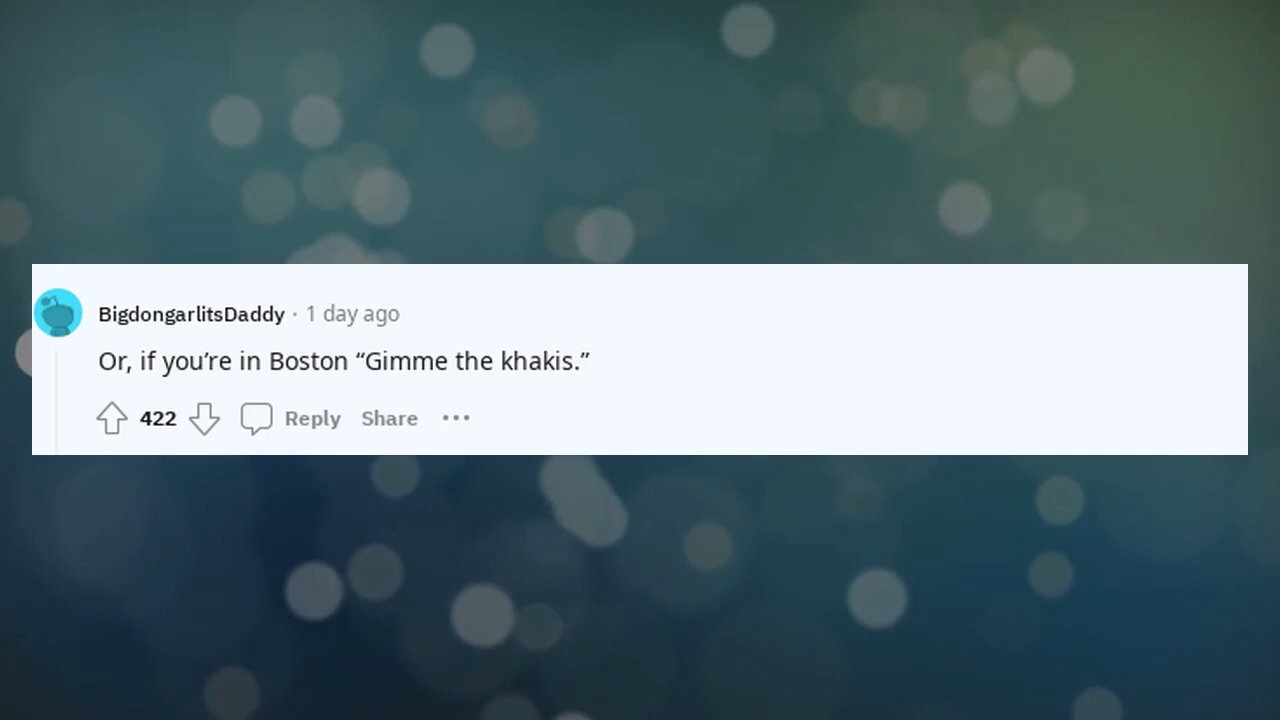 BigdongarlitsDaddy · 1 day ago
Or, if you’re in Boston “Gimme the khakis.”
422 Reply Share ···